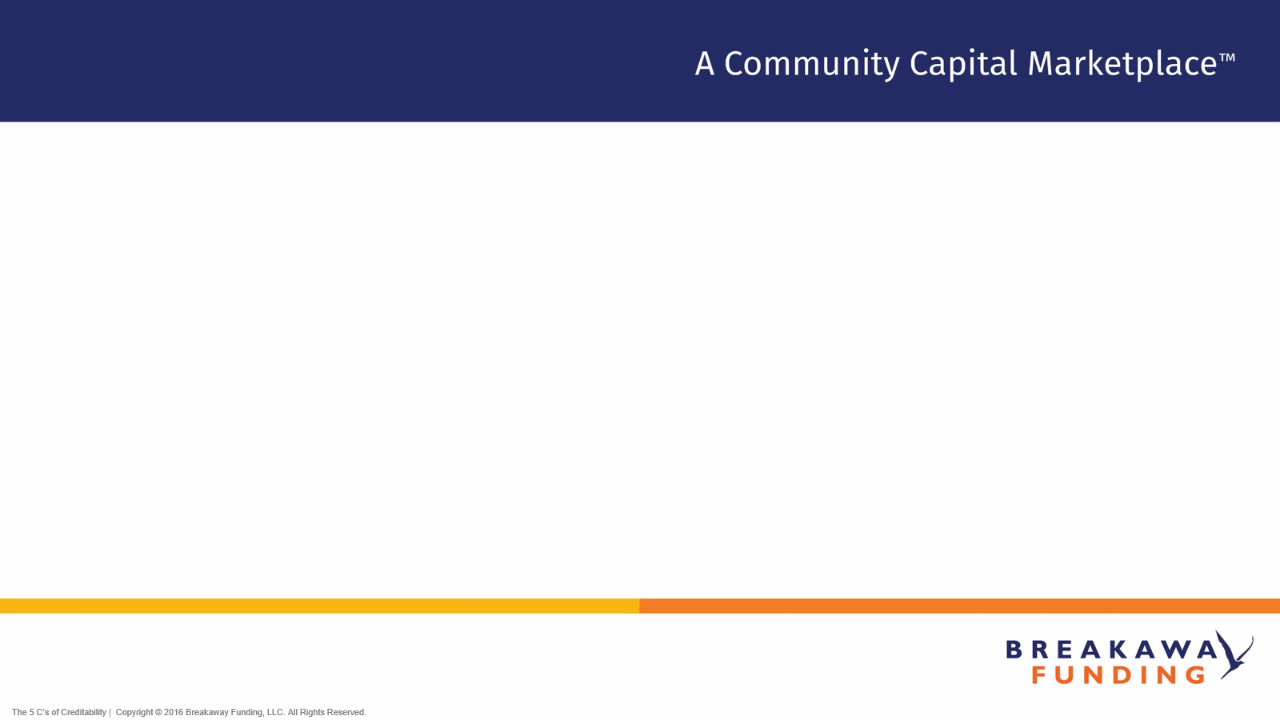 A Community Capital Marketplace™
BREAKAWAY
FUNDING
The 5 C's of Creditability | Copyright © 2016 Breakaway Funding, LLC. All Rights Reserved.